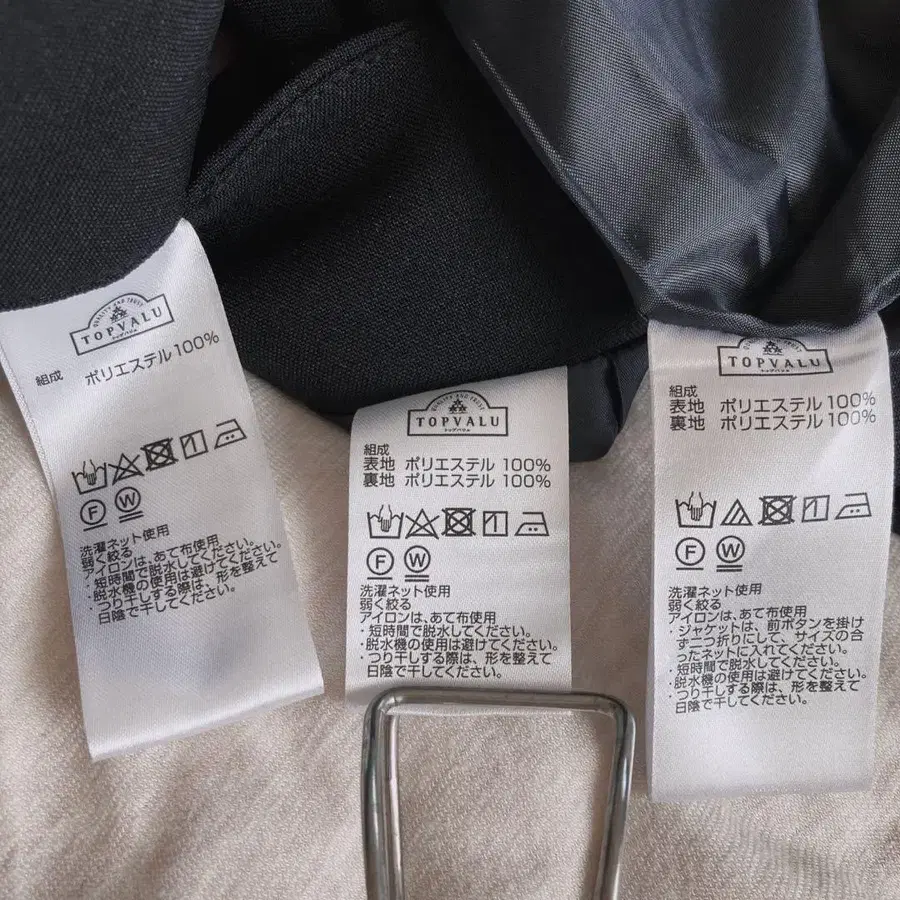 QUALITY AND TRUST
TOPVALU
トップバリュ
組成 ポリエステル100%
F W
洗濯ネット使用
弱く絞る
アイロンは、あて布使用
・短時間で脱水してください。
・脱水機の使用は避けてください。
・つり干しする際は、形を整えて
日陰で干してください。
QUALITY AND TRUST
TOPVALU
トップバリュ
組成
表地 ポリエステル 100%
裏地 ポリエステル 100%
F W
洗濯ネット使用
弱く絞る
アイロンは、あて布使用
・短時間で脱水してください。
・脱水機の使用は避けてください。
・つり干しする際は、形を整えて
日陰で干してください。
TOPVALU
トップバリュ
組成
表地 ポリエステル100%
裏地 ポリエステル100%
F W
洗濯ネット使用
弱く絞る
アイロンは、あて布使用
・ジャケットは、前ボタンを掛け
ず二つ折りにして、サイズの合
ったネットに入れてください。
・短時間で脱水してください。
・脱水機の使用は避けてください。
・つり干しする際は、形を整えて
日陰で干してください。